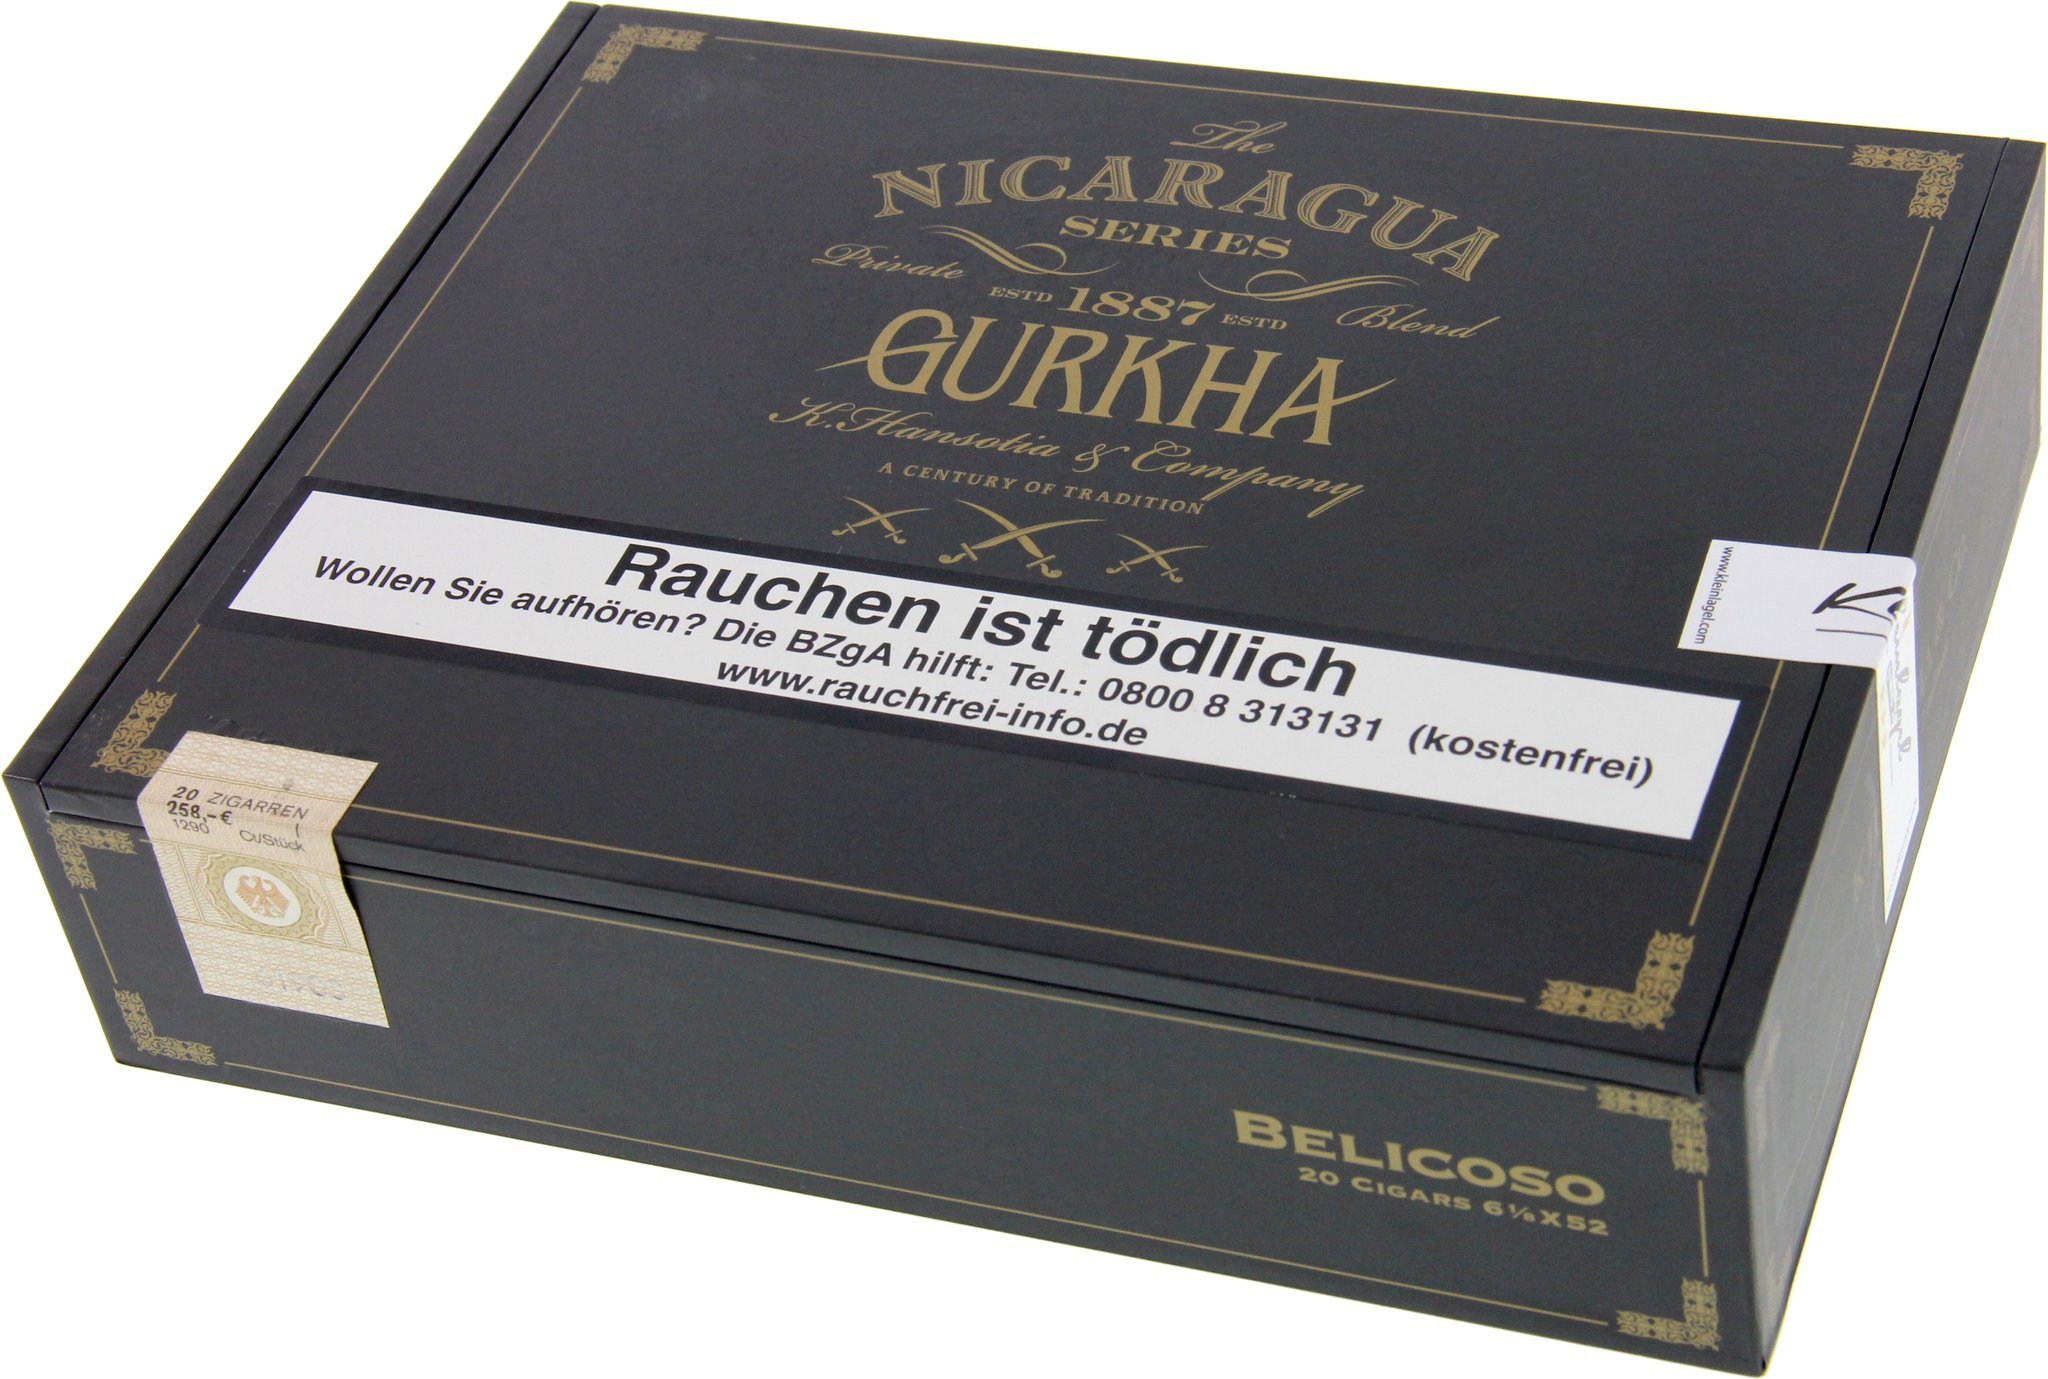 The
NICARAGUA
SERIES
Private Blend
ESTD 1887 ESTD
GURKHA
K.Hansotia & Company
A CENTURY OF TRADITION
Rauchen ist tödlich
Wollen Sie aufhören? Die BZgA hilft: Tel.: 0800 8 313131 (kostenfrei)
www.rauchfrei-info.de
www.kleinlagel.com
20 ZIGARREN
258,-€
1290 Ct/Stück
BELICOSO
20 CIGARS 6⅛X52